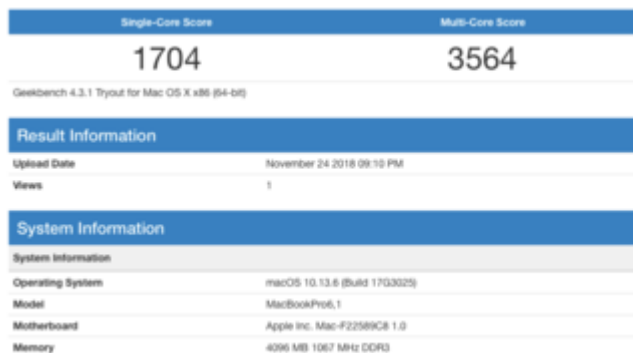 Single-Core Score Multi-Core Score
1704 3564
Geekbench 4.3.1 Tryout for Mac OS X x86 (64-bit)
Result Information
Upload Date November 24 2018 09:10 PM
Views 1
System Information
System Information
Operating System macOS 10.13.6 (Build 17G3025)
Model MacBookPro6,1
Motherboard Apple Inc. Mac-F22589C8 1.0
Memory 4096 MB 1067 MHz DDR3